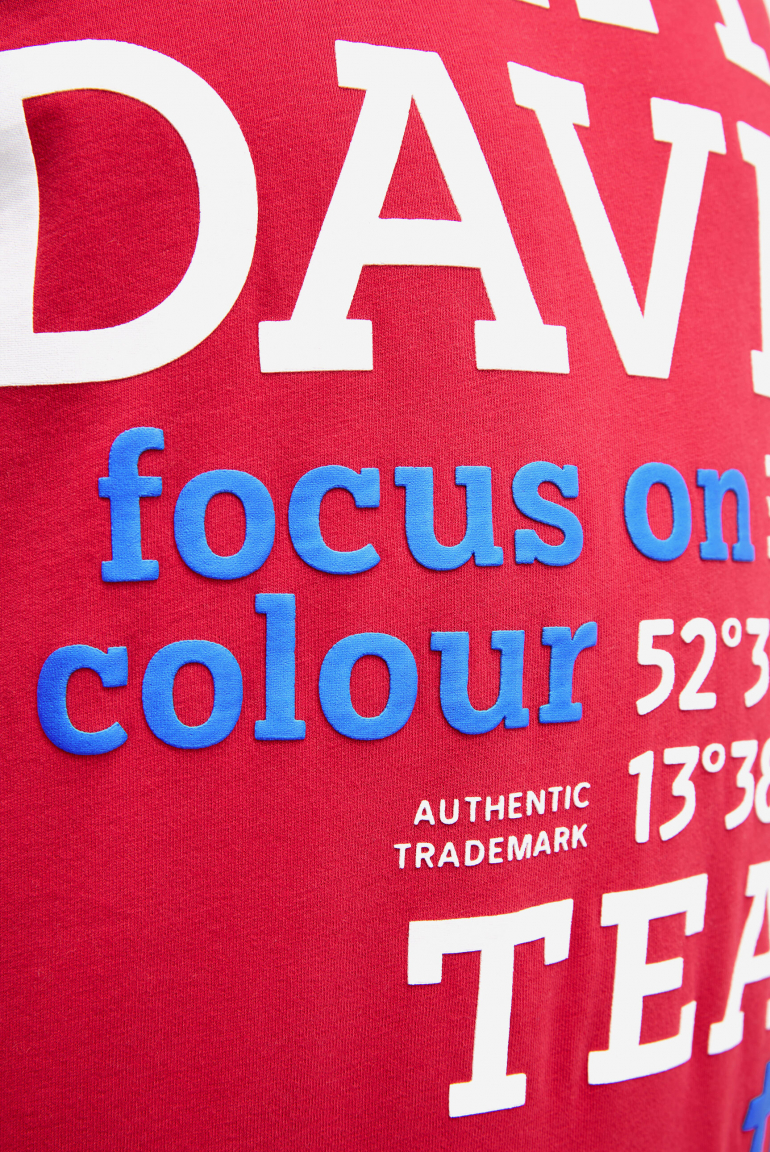 DAV
focus on
colour
52°3
13°38
AUTHENTIC
TRADEMARK
TEA